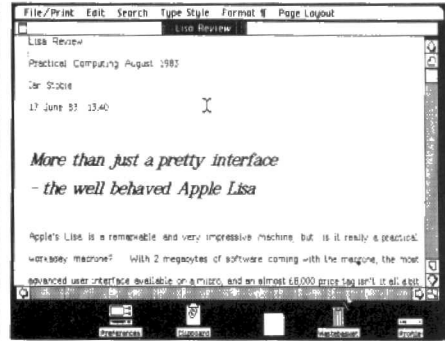 File/Print Edit Search Type Style Format ¶ Page Layout
Lisa Review
Lisa Review
Practical Computing August 1983
Ian Stobie
17 June 83 13.40
More than just a pretty interface
- the well behaved Apple Lisa
Apple's Lisa is a remarkable and very impressive machine, but is it really a practical
workaday machine? With 2 megabytes of software coming with the machine, the most
advanced user interface available on a micro, and an almost £8,000 price tag isn't it all a bit
Preferences Clipboard Wastebasket Profile